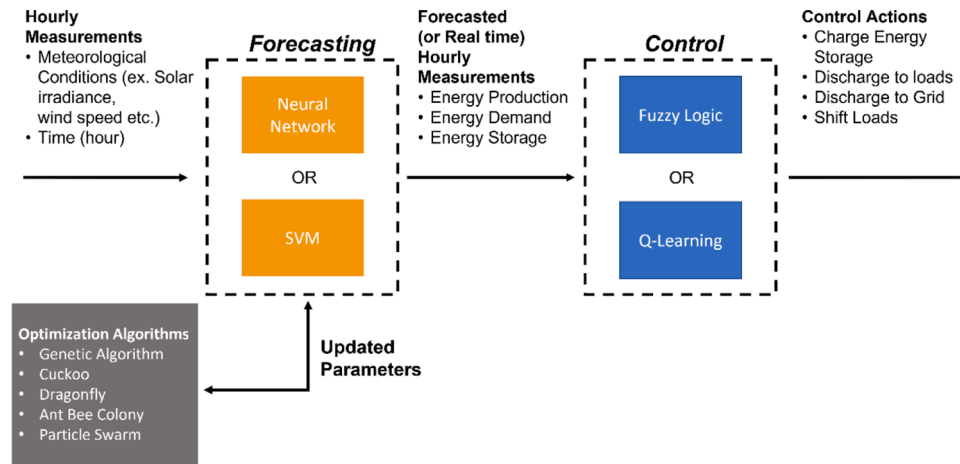 Hourly
Measurements
• Meteorological
Conditions (ex. Solar
irradiance,
wind speed etc.)
• Time (hour)
Forecasting
Neural
Network
OR
SVM
Forecasted
(or Real time)
Hourly
Measurements
• Energy Production
• Energy Demand
• Energy Storage
Control
Fuzzy Logic
OR
Q-Learning
Control Actions
• Charge Energy
Storage
• Discharge to loads
• Discharge to Grid
• Shift Loads
Optimization Algorithms
• Genetic Algorithm
• Cuckoo
• Dragonfly
• Ant Bee Colony
• Particle Swarm
Updated
Parameters